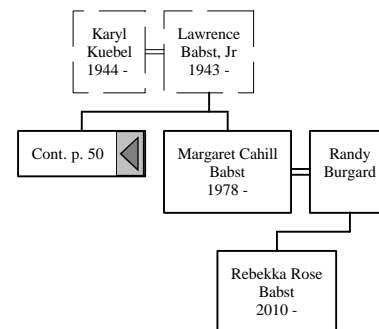 Karyl
Kuebel
1944 -
Lawrence
Babst, Jr
1943 -
Cont. p. 50
Margaret Cahill
Babst
1978 -
Randy
Burgard
Rebekka Rose
Babst
2010 -